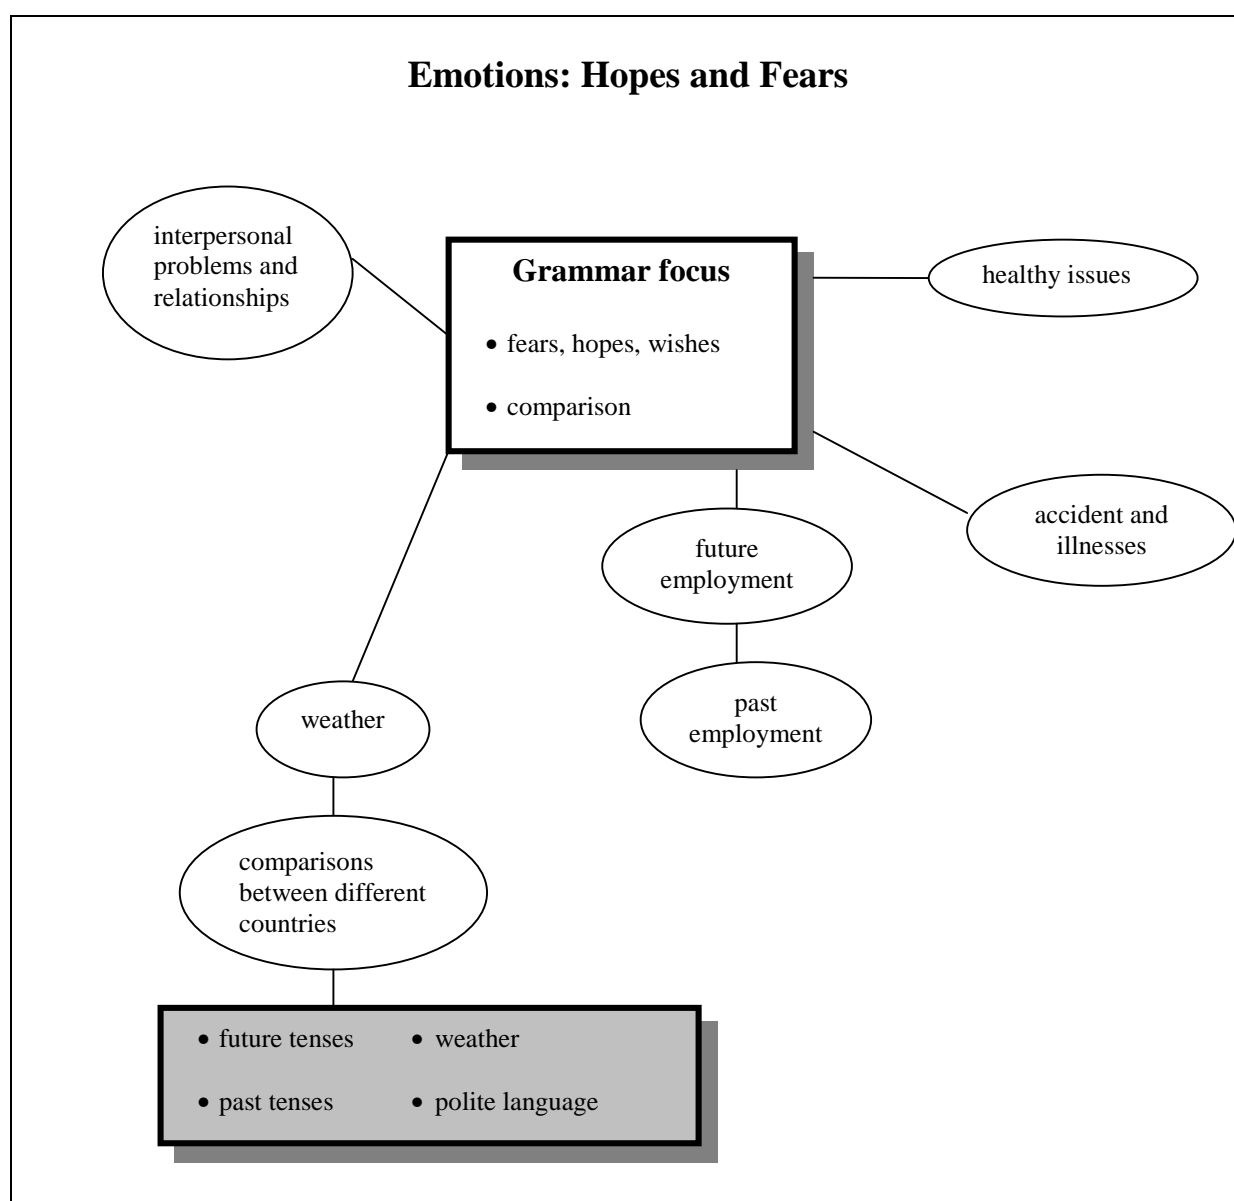 Emotions: Hopes and Fears
interpersonal
problems and
relationships
Grammar focus
• fears, hopes, wishes
• comparison
healthy issues
accident and
illnesses
future
employment
past
employment
weather
comparisons
between different
countries
• future tenses • weather
• past tenses • polite language